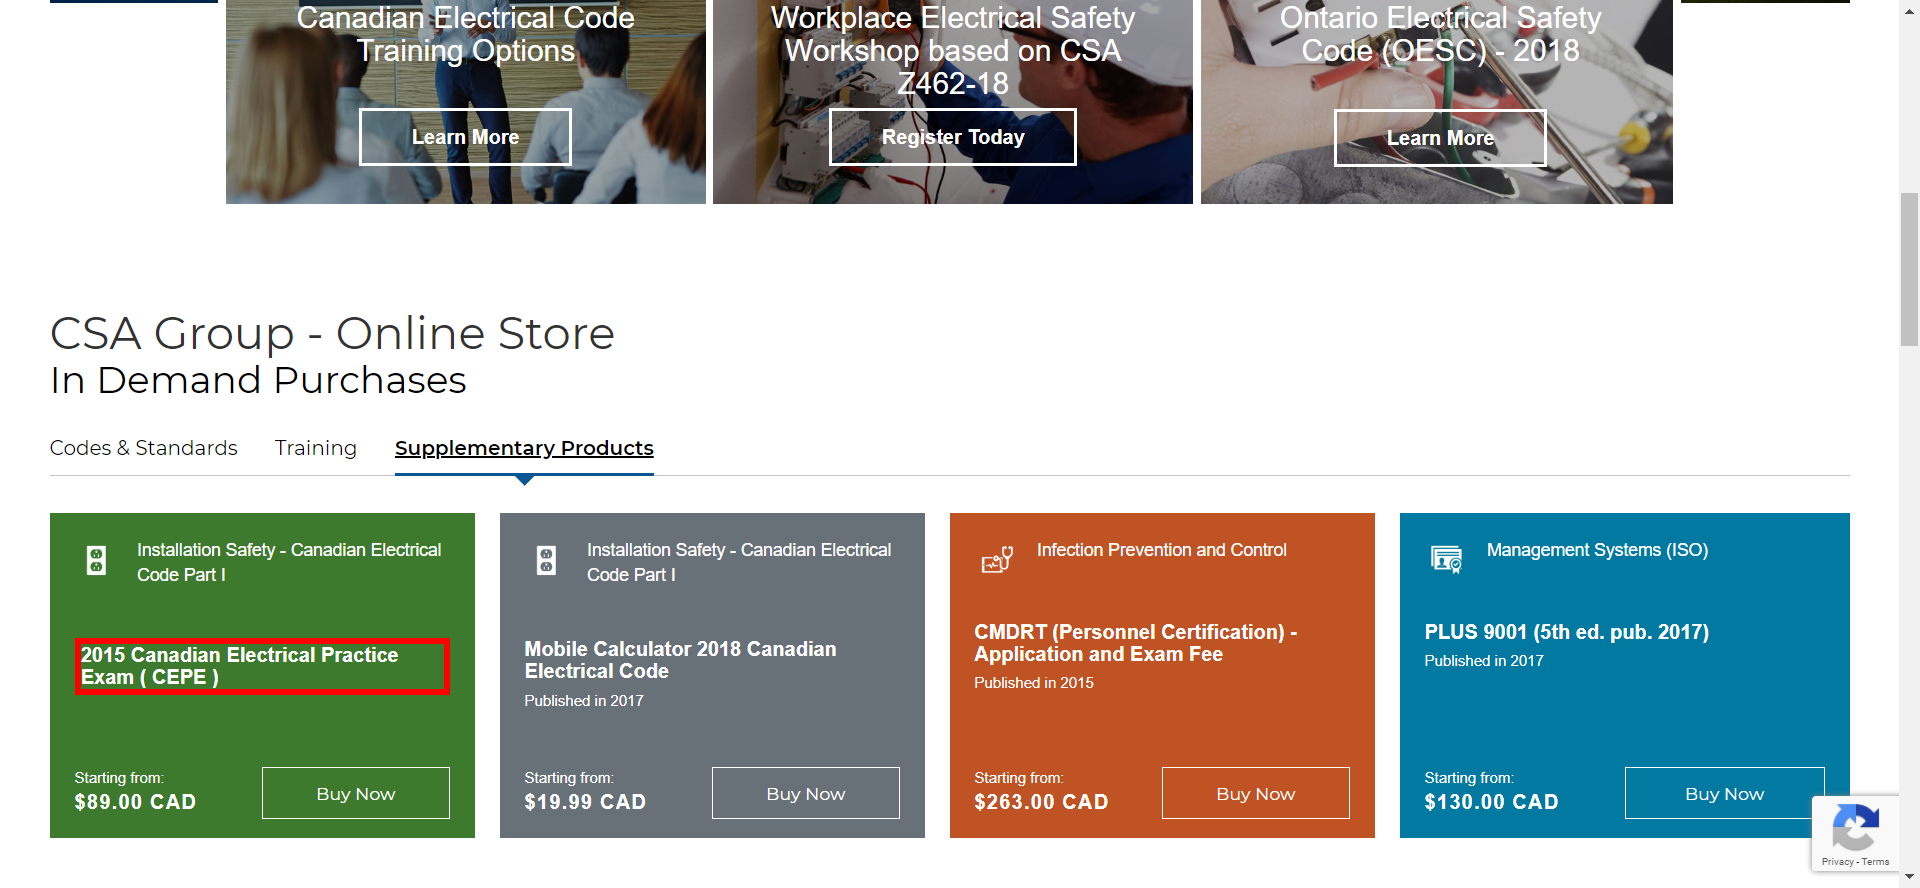 Canadian Electrical Code
Training Options
Learn More
Workplace Electrical Safety
Workshop based on CSA
Z462-18
Register Today
Ontario Electrical Safety
Code (OESC) - 2018
Learn More
CSA Group - Online Store
In Demand Purchases
Codes & Standards
Training
Supplementary Products
Installation Safety - Canadian Electrical
Code Part I
2015 Canadian Electrical Practice
Exam ( CEPE )
Starting from:
$89.00 CAD
Buy Now
Installation Safety - Canadian Electrical
Code Part I
Mobile Calculator 2018 Canadian
Electrical Code
Published in 2017
Starting from:
$19.99 CAD
Buy Now
Infection Prevention and Control
CMDRT (Personnel Certification) -
Application and Exam Fee
Published in 2015
Starting from:
$263.00 CAD
Buy Now
Management Systems (ISO)
PLUS 9001 (5th ed. pub. 2017)
Published in 2017
Starting from:
$130.00 CAD
Buy Now
Privacy - Terms